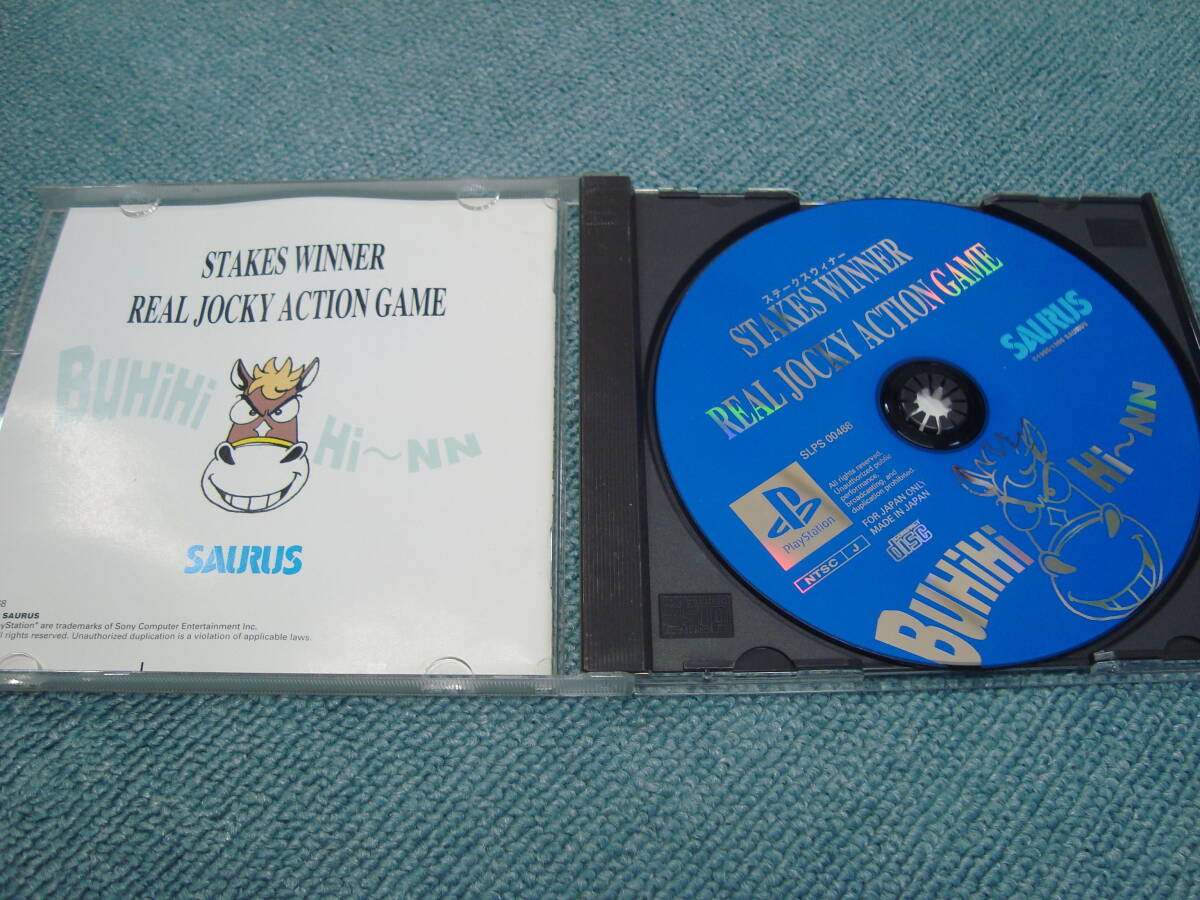 STAKES WINNER
REAL JOCKY ACTION GAME
BUHiHi
Hi～NN
SAURUS
SAURUS
are trademarks of Sony Computer Entertainment Inc.
rights reserved. Unauthorized duplication is a violation of applicable laws.
ステークスウィナー
STAKES WINNER
REAL JOCKY ACTION GAME
SAURUS
SLPS 00468
PlayStation
All rights reserved.
Unauthorized public
performance,
broadcasting, and
duplication prohibited.
FOR JAPAN ONLY
MADE IN JAPAN
NTSC J
disc
BUHiHi
Hi～NN